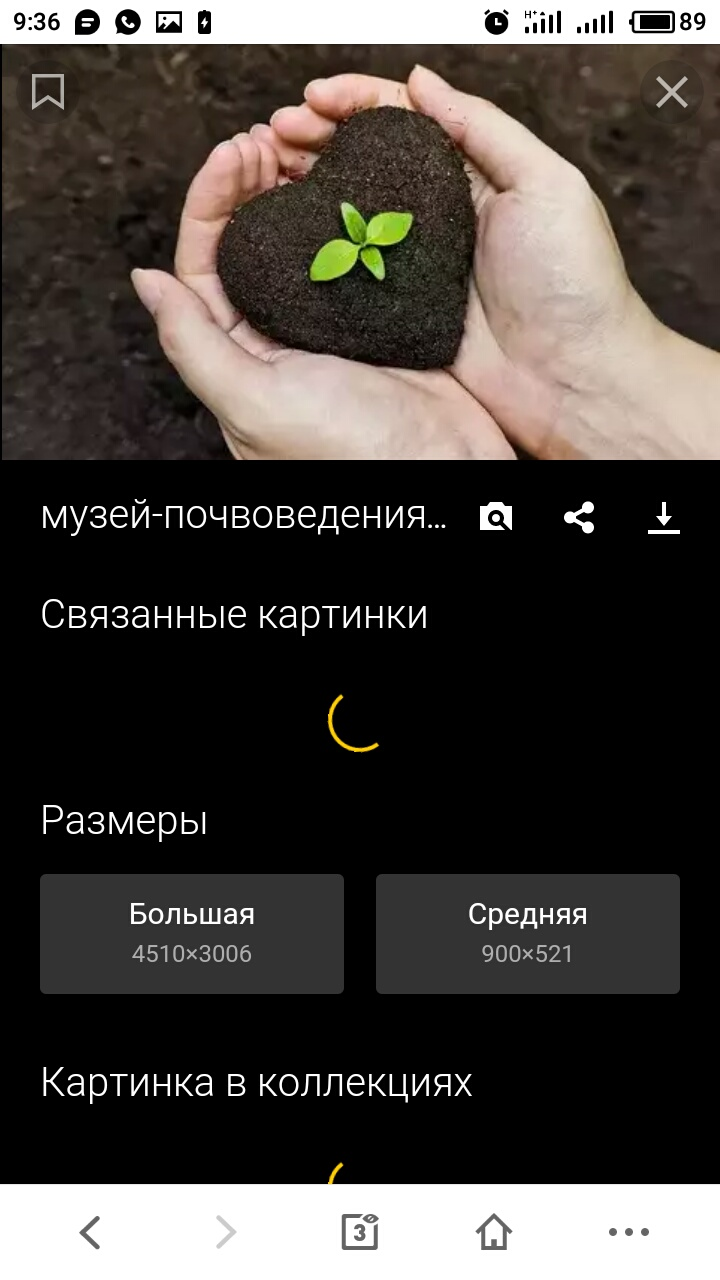 9:36
H+
89
музей-почвоведения...
Связанные картинки
Размеры
Большая
4510×3006
Средняя
900×521
Картинка в коллекциях
3